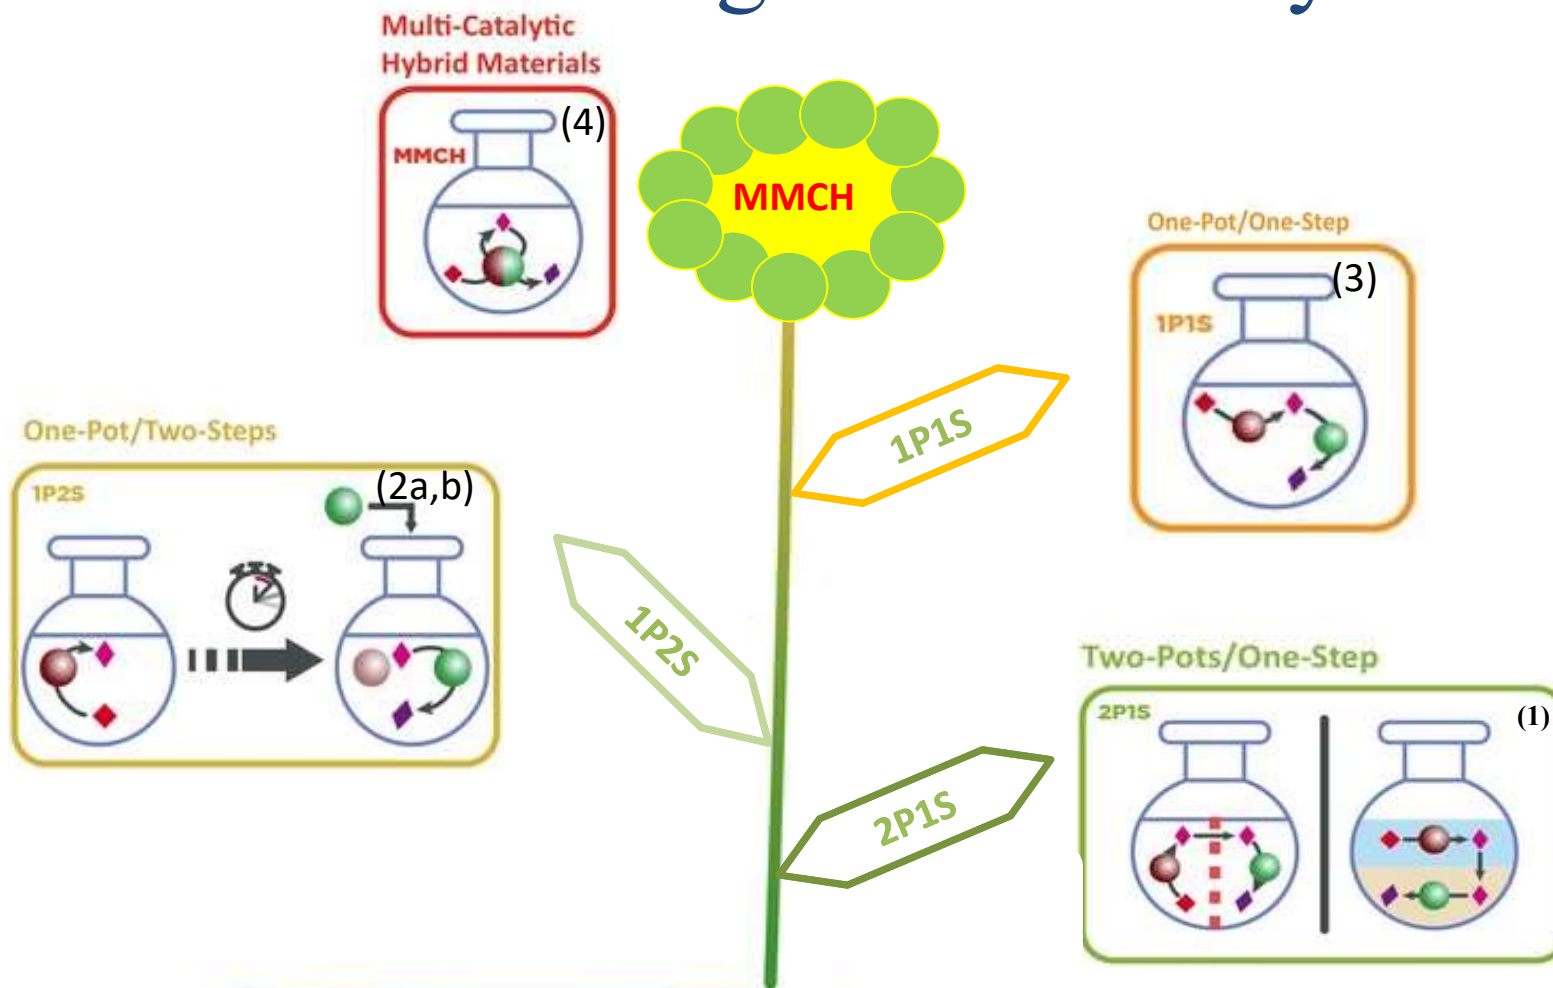 Multi-Catalytic
Hybrid Materials
(4)
MMCH
MMCH
One-Pot/One-Step
(3)
1P1S
1P1S
One-Pot/Two-Steps
(2a,b)
1P2S
1P2S
Two-Pots/One-Step
2P1S
(1)
2P1S